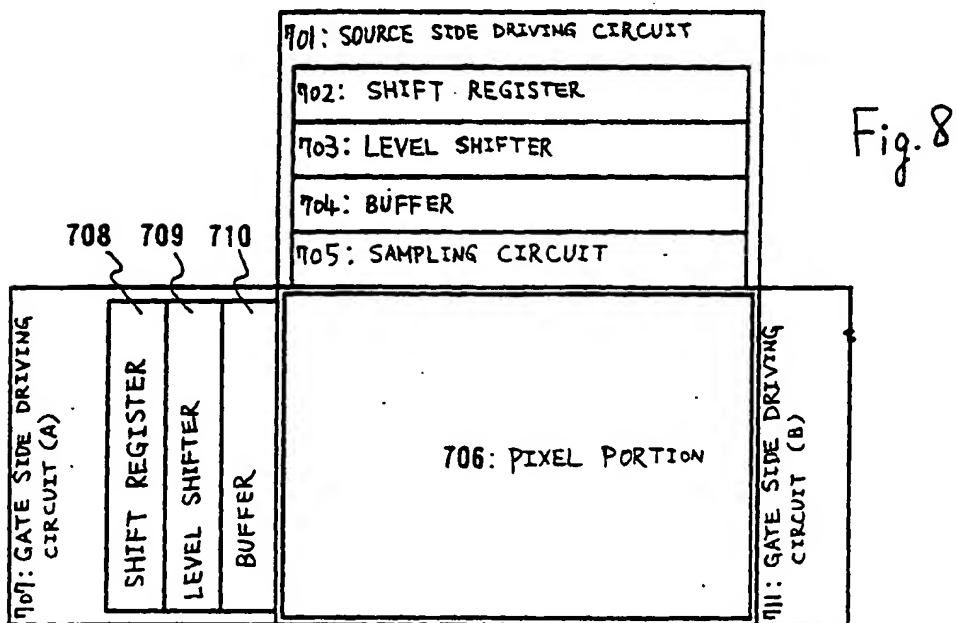 701: SOURCE SIDE DRIVING CIRCUIT
702: SHIFT REGISTER
703: LEVEL SHIFTER
704: BUFFER
705: SAMPLING CIRCUIT
Fig. 8
708 709 710
707: GATE SIDE DRIVING
CIRCUIT (A)
SHIFT REGISTER
LEVEL SHIFTER
BUFFER
706: PIXEL PORTION
711: GATE SIDE DRIVING
CIRCUIT (B)